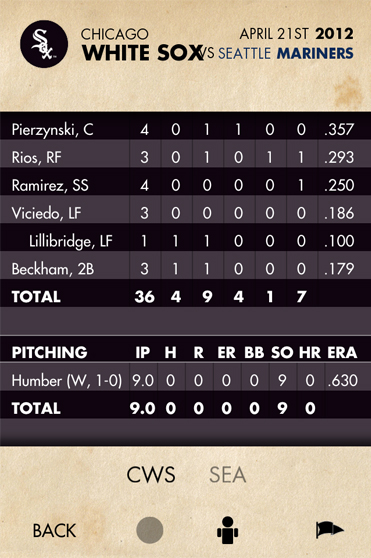 Sox
CHICAGO
WHITE SOX VS SEATTLE MARINERS
APRIL 21ST 2012
Pierzynski, C 4 0 1 1 0 0 .357
Rios, RF 3 0 1 0 1 1 .293
Ramirez, SS 4 0 0 0 0 1 .250
Viciedo, LF 3 0 0 0 0 0 .186
Lillibridge, LF 1 1 1 0 0 0 .100
Beckham, 2B 3 1 1 0 0 0 .179
TOTAL 36 4 9 4 1 7
PITCHING IP H R ER BB SO HR ERA
Humber (W, 1-0) 9.0 0 0 0 0 9 0 .630
TOTAL 9.0 0 0 0 0 9 0
CWS SEA
BACK